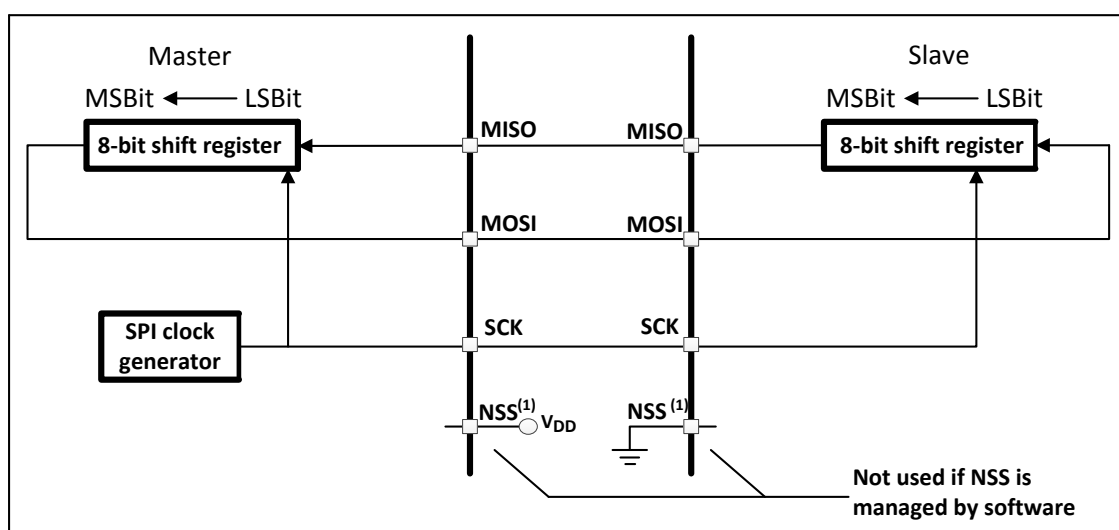 Master
Slave
MSBit LSBit
MSBit LSBit
8-bit shift register
MISO
MISO
8-bit shift register
MOSI
MOSI
SPI clock
generator
SCK
SCK
NSS(1)
VDD
NSS (1)
Not used if NSS is
managed by software